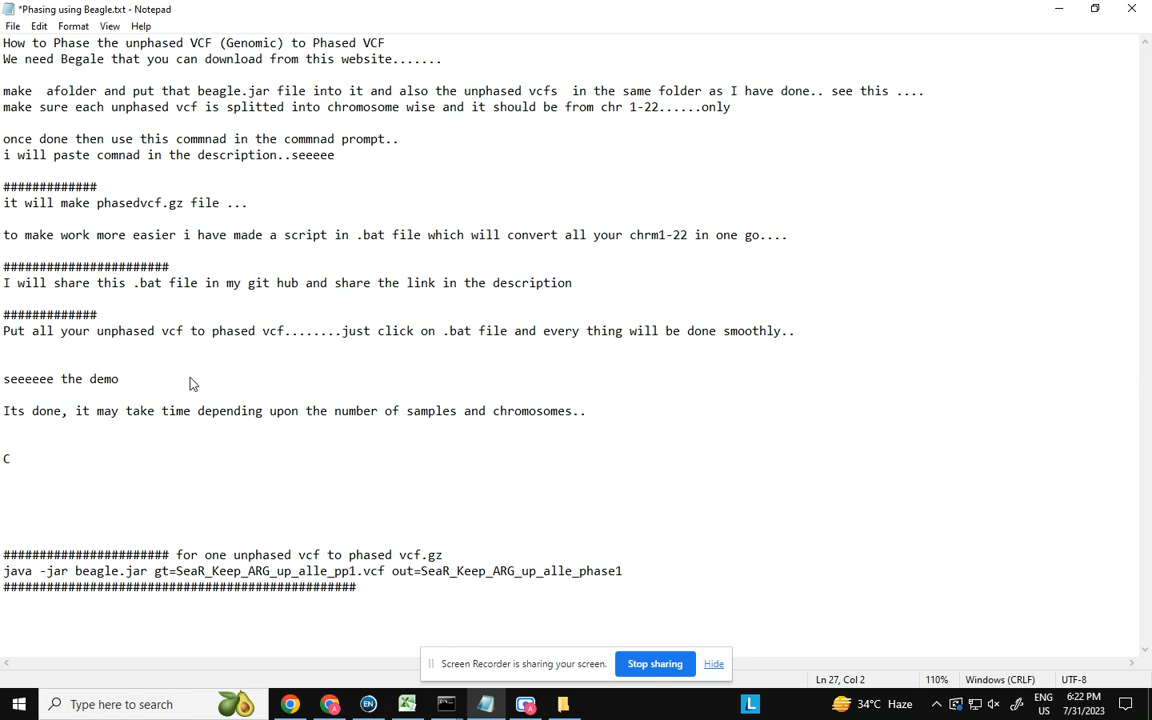 *Phasing using Beagle.txt - Notepad
File Edit Format View Help
How to Phase the unphased VCF (Genomic) to Phased VCF
We need Begale that you can download from this website.......
make  afolder and put that beagle.jar file into it and also the unphased vcfs  in the same folder as I have done.. see this ....
make sure each unphased vcf is splitted into chromosome wise and it should be from chr 1-22......only
once done then use this commnad in the commnad prompt..
i will paste comnad in the description..seeeee
#############
it will make phasedvcf.gz file ...
to make work more easier i have made a script in .bat file which will convert all your chrm1-22 in one go....
#######################
I will share this .bat file in my git hub and share the link in the description
#############
Put all your unphased vcf to phased vcf........just click on .bat file and every thing will be done smoothly..
seeeeee the demo
Its done, it may take time depending upon the number of samples and chromosomes..
C
####################### for one unphased vcf to phased vcf.gz
java -jar beagle.jar gt=SeaR_Keep_ARG_up_alle_pp1.vcf out=SeaR_Keep_ARG_up_alle_phase1
#################################################
Screen Recorder is sharing your screen. Stop sharing Hide
Ln 27, Col 2 110% Windows (CRLF) UTF-8
Type here to search EN L 34°C Haze ENG US 6:22 PM 7/31/2023